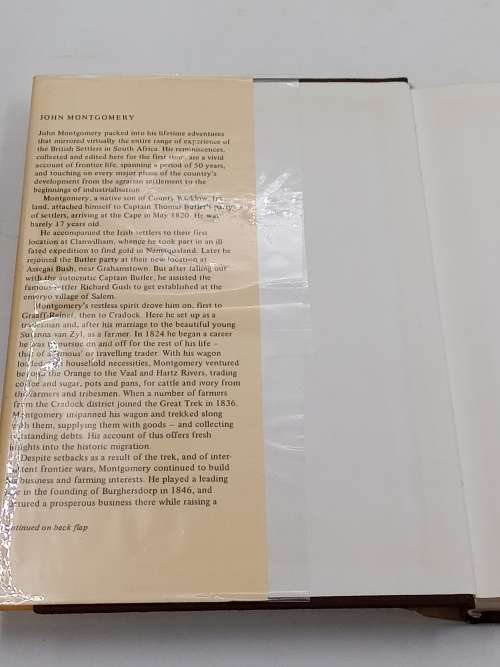 JOHN MONTGOMERY
John Montgomery packed into his lifetime adventures
that mirrored virtually the entire range of experience of
the British Settlers in South Africa. His reminiscences,
collected and edited here for the first time, are a vivid
account of frontier life, spanning a period of 50 years,
and touching on every major phase of the country's
development from the agrarian settlement to the
beginnings of industrialisation.
Montgomery, a native son of County Wicklow, Ire-
land, attached himself to Captain Thomas Butler's party
of settlers, arriving at the Cape in May 1820. He was
barely 17 years old.
He accompanied the Irish settlers to their first
location at Clanwilliam, whence he took part in an ill
fated expedition to find gold in Namaqualand. Later he
rejoined the Butler party at their new location at
Assegai Bush, near Grahamstown. But after falling out
with the autocratic Captain Butler, he assisted the
famous settler Richard Gush to get established at the
embryo village of Salem.
Montgomery's restless spirit drove him on, first to
Graaff-Reinet, then to Cradock. Here he set up as a
tradesman and, after his marriage to the beautiful young
Susanna van Zyl, as a farmer. In 1824 he began a career
he was to pursue on and off for the rest of his life –
that of a 'smous' or travelling trader. With his wagon
loaded with household necessities, Montgomery ventured
beyond the Orange to the Vaal and Hartz Rivers, trading
coffee and sugar, pots and pans, for cattle and ivory from
the farmers and tribesmen. When a number of farmers
from the Cradock district joined the Great Trek in 1836,
Montgomery inspanned his wagon and trekked along
with them, supplying them with goods – and collecting
outstanding debts. His account of this offers fresh
insights into the historic migration.
Despite setbacks as a result of the trek, and of inter-
mittent frontier wars, Montgomery continued to build
his business and farming interests. He played a leading
role in the founding of Burghersdorp in 1846, and
a prosperous business there while raising a
continued on back flap